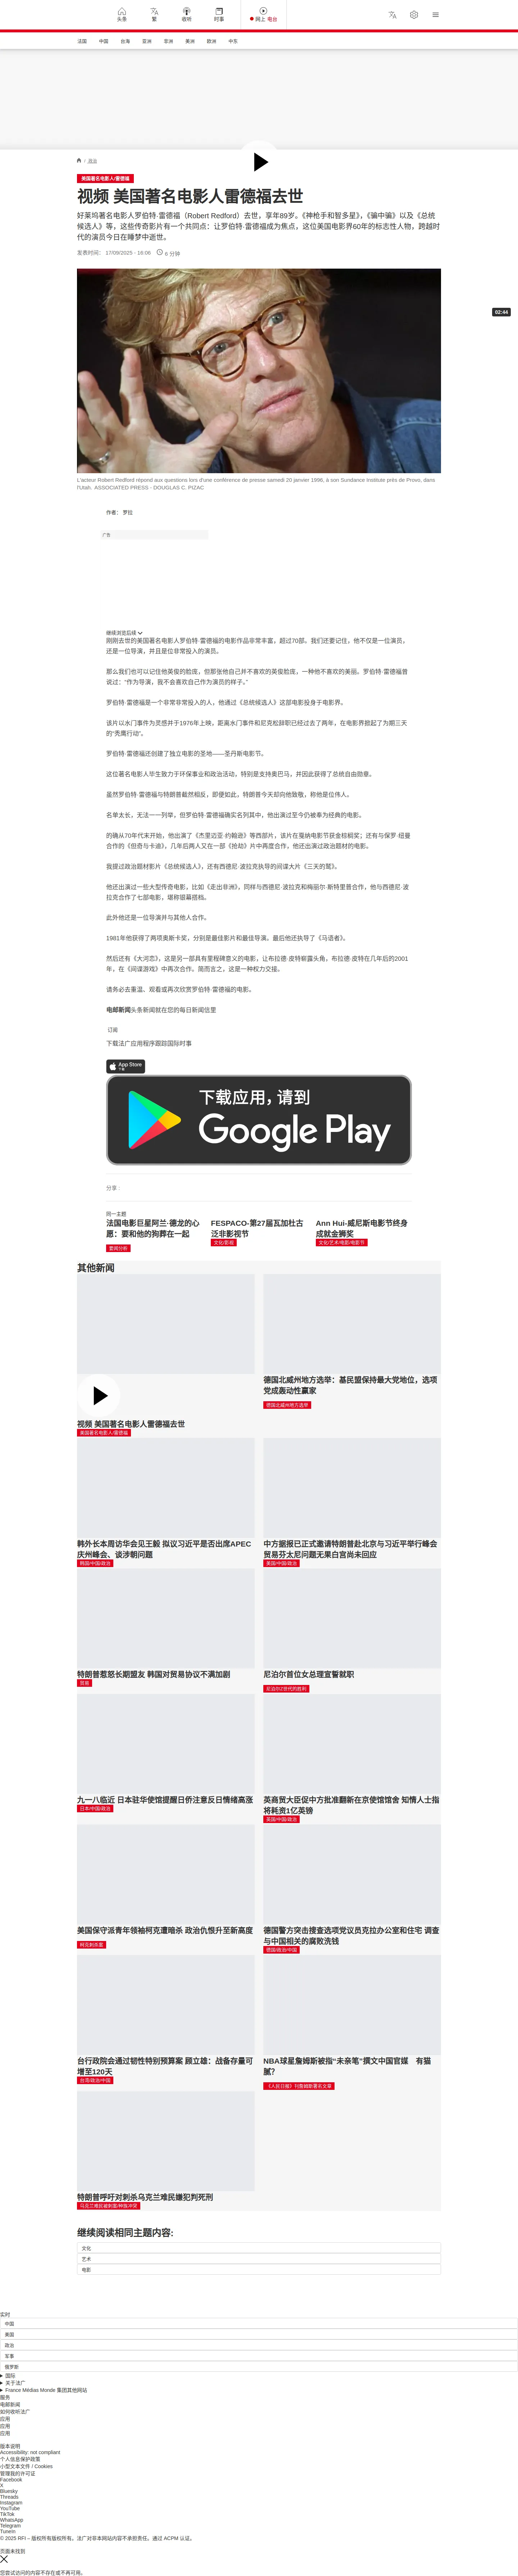 头条
繁
收听
时事
网上 电台
法国
中国
台海
亚洲
非洲
美洲
欧洲
中东
/ 政治
美国著名电影人/雷德福
视频 美国著名电影人雷德福去世
好莱坞著名电影人罗伯特·雷德福（Robert Redford）去世，享年89岁。《神枪手和智多星》，《骗中骗》以及《总统候选人》等，这些传奇影片有一个共同点：让罗伯特·雷德福成为焦点，这位美国电影界60年的标志性人物，跨越时代的演员今日在睡梦中逝世。
发表时间： 17/09/2025 - 16:06
6 分钟
02:44
L'acteur Robert Redford répond aux questions lors d'une conférence de presse samedi 20 janvier 1996, à son Sundance Institute près de Provo, dans l'Utah. ASSOCIATED PRESS - DOUGLAS C. PIZAC
作者： 罗拉
广告
继续浏览后续
刚刚去世的美国著名电影人罗伯特·雷德福的电影作品非常丰富，超过70部。我们还要记住，他不仅是一位演员，还是一位导演，并且是位非常投入的演员。
那么我们也可以记住他英俊的脸庞，但那张他自己并不喜欢的英俊脸庞，一种他不喜欢的美丽。罗伯特·雷德福曾说过："作为导演，我不会喜欢自己作为演员的样子。"
罗伯特·雷德福是一个非常非常投入的人，他通过《总统候选人》这部电影投身于电影界。
该片以水门事件为灵感并于1976年上映，距离水门事件和尼克松辞职已经过去了两年，在电影界掀起了为期三天的"秃鹰行动"。
罗伯特·雷德福还创建了独立电影的圣地——圣丹斯电影节。
这位著名电影人毕生致力于环保事业和政治活动，特别是支持奥巴马，并因此获得了总统自由勋章。
虽然罗伯特·雷德福与特朗普截然相反，即便如此，特朗普今天却向他致敬，称他是位伟人。
名单太长，无法一一列举，但罗伯特·雷德福确实名列其中，他出演过至今仍被奉为经典的电影。
的确从70年代末开始，他出演了《杰里迈亚·约翰逊》等西部片，该片在戛纳电影节获金棕榈奖；还有与保罗·纽曼合作的《但奇与卡迪》，几年后两人又在一部《抢劫》片中再度合作，他还出演过政治题材的电影。
我提过政治题材影片《总统候选人》，还有西德尼·波拉克执导的间谍大片《三天的鹫》。
他还出演过一些大型传奇电影，比如《走出非洲》，同样与西德尼·波拉克和梅丽尔·斯特里普合作，他与西德尼·波拉克合作了七部电影，堪称银幕搭档。
此外他还是一位导演并与其他人合作。
1981年他获得了两项奥斯卡奖，分别是最佳影片和最佳导演。最后他还执导了《马语者》。
然后还有《大河恋》，这是另一部具有里程碑意义的电影，让布拉德·皮特崭露头角，布拉德·皮特在几年后的2001年，在《间谍游戏》中再次合作。简而言之，这是一种权力交接。
请务必去重温、观看或再次欣赏罗伯特·雷德福的电影。
电邮新闻头条新闻就在您的每日新闻信里
订阅
下载法广应用程序跟踪国际时事
App Store
下载
下载应用，请到
Google Play
分享 :
同一主题
法国电影巨星阿兰·德龙的心愿：要和他的狗葬在一起
要闻分析
FESPACO-第27届瓦加杜古泛非影视节
文化/影视
Ann Hui-威尼斯电影节终身成就金狮奖
文化/艺术/电影/电影节
其他新闻
视频 美国著名电影人雷德福去世
美国著名电影人/雷德福
德国北威州地方选举：基民盟保持最大党地位，选项党成轰动性赢家
德国北威州地方选举
韩外长本周访华会见王毅 拟议习近平是否出席APEC庆州峰会、谈涉朝问题
韩国/中国/政治
中方据报已正式邀请特朗普赴北京与习近平举行峰会 贸易芬太尼问题无果白宫尚未回应
美国/中国/政治
特朗普惹怒长期盟友 韩国对贸易协议不满加剧
贸易
尼泊尔首位女总理宣誓就职
尼泊尔Z世代的胜利
九一八临近 日本驻华使馆提醒日侨注意反日情绪高涨
日本/中国/政治
英商贸大臣促中方批准翻新在京使馆馆舍 知情人士指将耗资1亿英镑
英国/中国/政治
美国保守派青年领袖柯克遭暗杀 政治仇恨升至新高度
柯克刺杀案
德国警方突击搜查选项党议员克拉办公室和住宅 调查与中国相关的腐败洗钱
德国/政治/中国
台行政院会通过韧性特别预算案 顾立雄：战备存量可增至120天
台湾/政治/中国
NBA球星詹姆斯被指"未亲笔"撰文中国官媒　有猫腻？
《人民日报》刊詹姆斯署名文章
特朗普呼吁对刺杀乌克兰难民嫌犯判死刑
乌克兰难民被刺案/种族冲突
继续阅读相同主题内容:
文化
艺术
电影
实时
中国
美国
政治
军事
俄罗斯
国际
关于法广
France Médias Monde 集团其他网站
服务
电邮新闻
如何收听法广
应用
应用
应用
版本说明
Accessibility: not compliant
个人信息保护政策
小型文本文件 / Cookies
管理我的许可证
Facebook
X
Bluesky
Threads
Instagram
YouTube
TikTok
WhatsApp
Telegram
TuneIn
© 2025 RFI – 版权所有版权所有。法广对非本网站内容不承担责任。通过 ACPM 认证。
页面未找到
您尝试访问的内容不存在或不再可用。